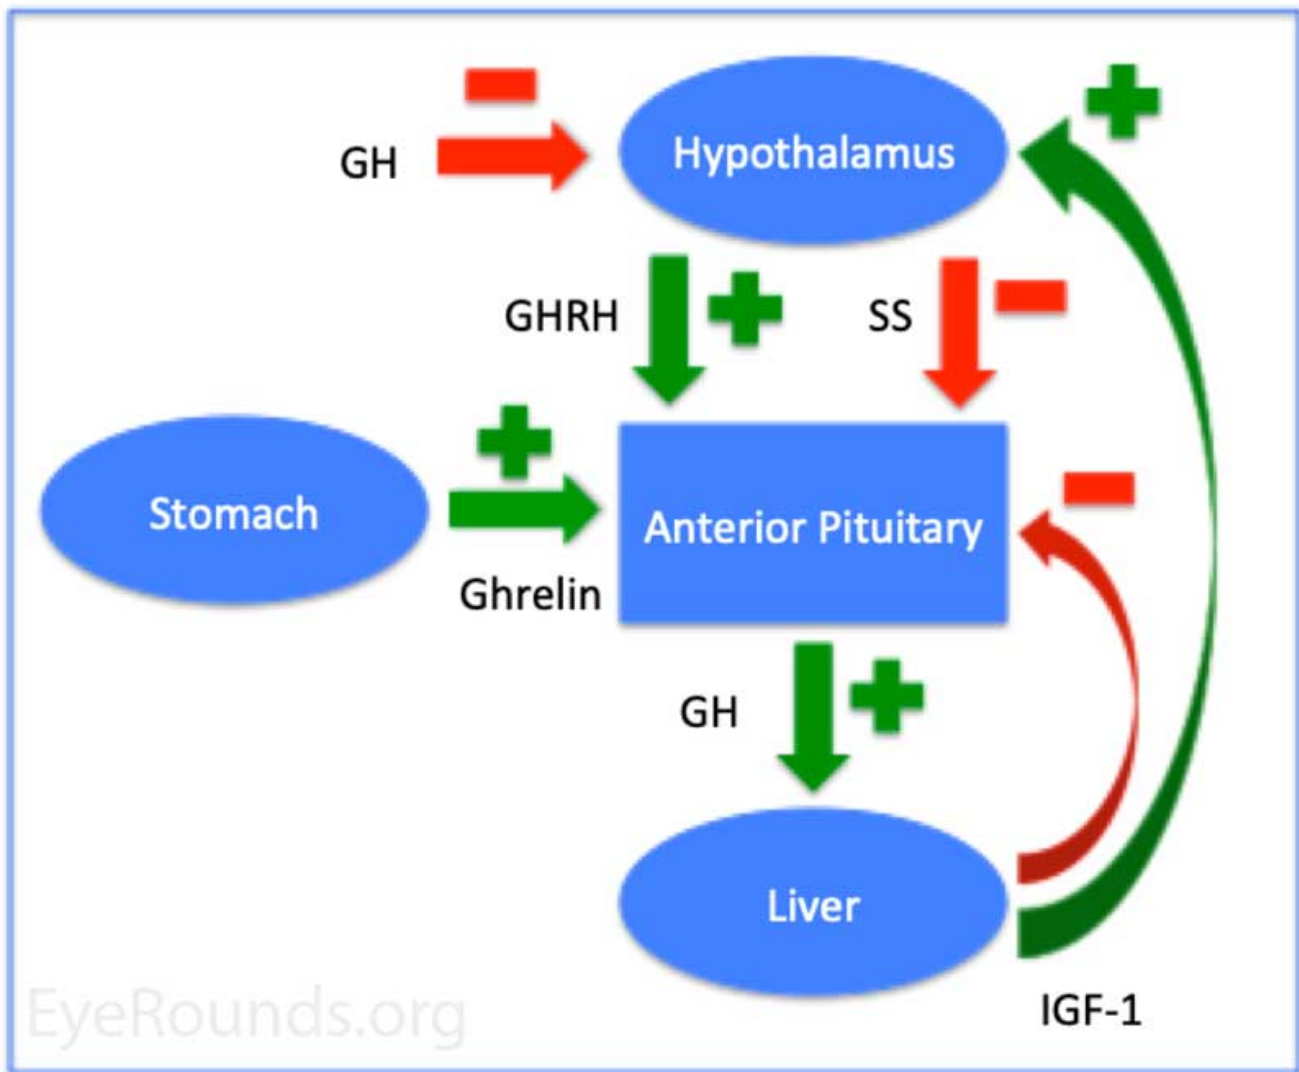 Hypothalamus
GH
GHRH
SS
Stomach
Anterior Pituitary
Ghrelin
GH
Liver
EyeRounds.org
IGF-1